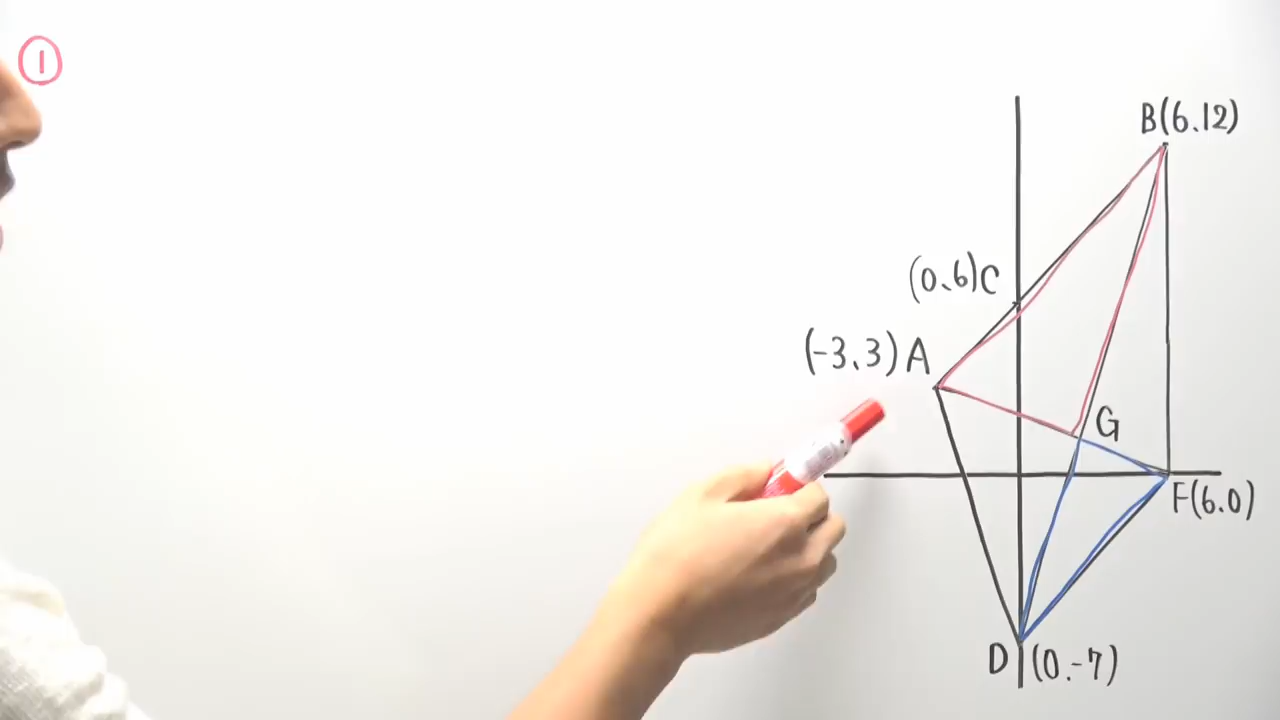 ①
B(6.12)
(0.6)C
(-3.3)A
G
F(6.0)
D(0.-7)